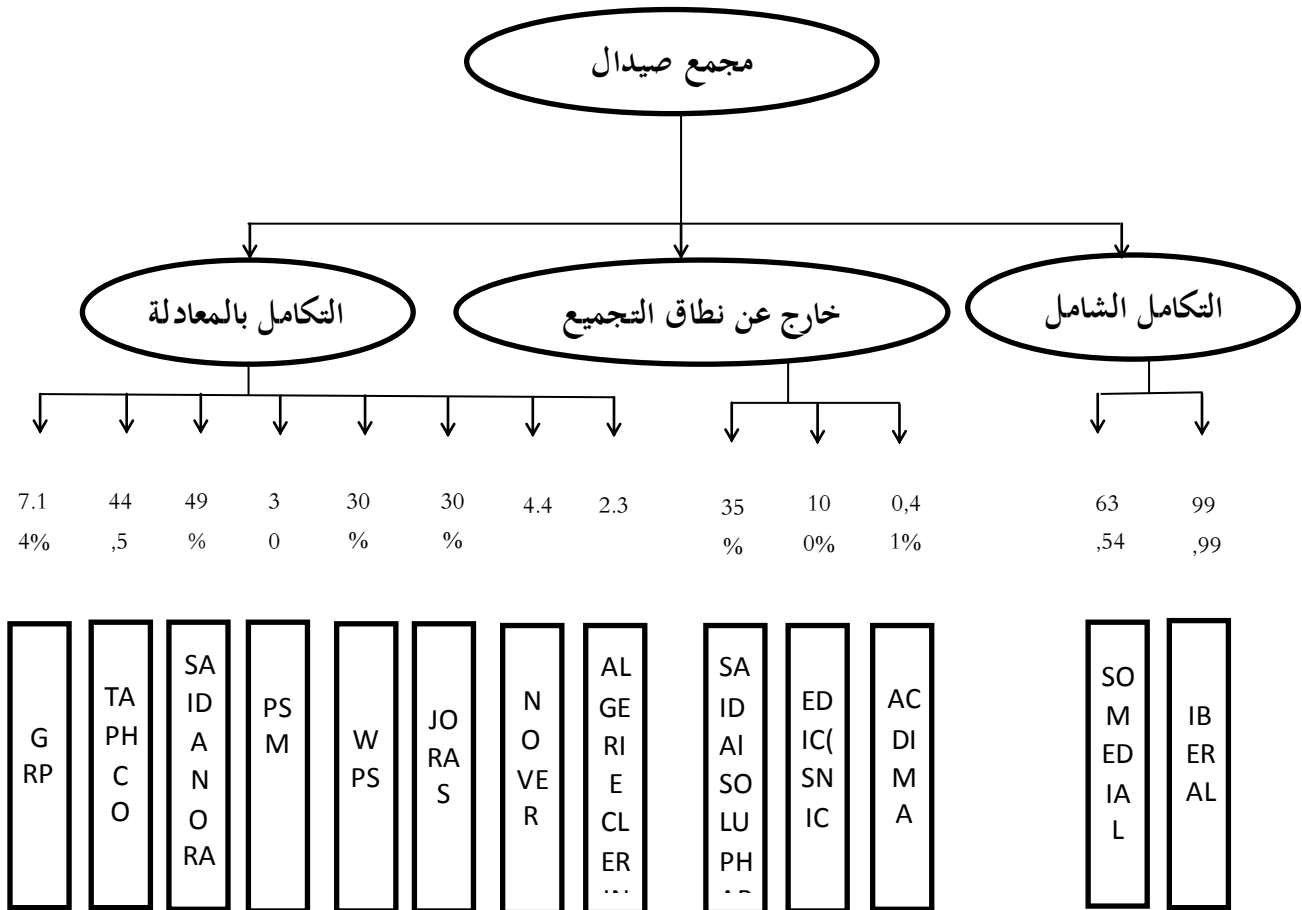 مجمع صيدال
التكامل الشامل
خارج عن نطاق التجميع
التكامل بالمعادلة
7.1
4%
44
,5
49
%
3
0
30
%
30
%
4.4
2.3
35
%
10
0%
0,4
1%
63
,54
99
,99
G
RP
TA
PH
C
O
SA
ID
A
N
O
RA
PS
M
W
PS
JO
RA
S
N
O
VE
R
AL
GE
RI
E
CL
ER
SA
ID
Al
SO
LU
PH
ED
IC(
SN
IC
AC
DI
M
A
SO
M
ED
IA
L
IB
ER
AL